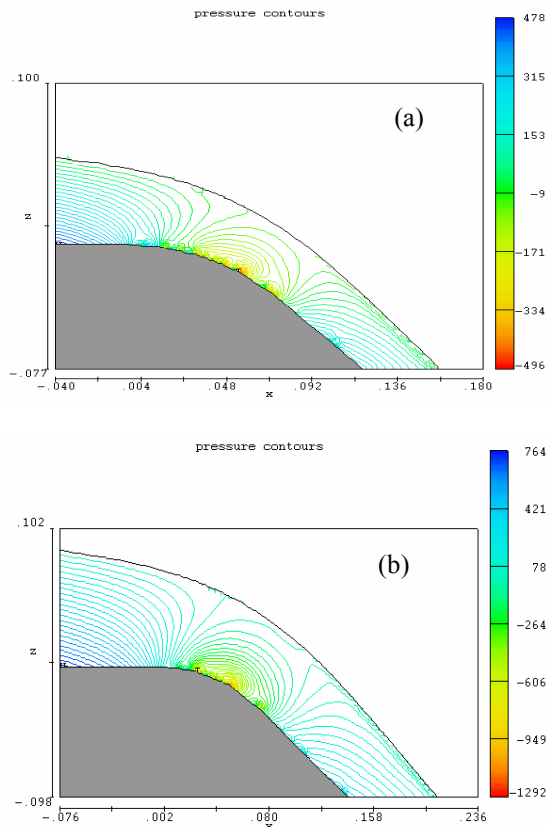 pressure contours
478
315
153
-9
-171
-334
-496
.100
z
-.077
(a)
-.040 .004 .048 .092 .136 .180
x
pressure contours
764
421
78
-264
-606
-949
-1292
.102
z
-.098
(b)
-.076 .002 .080 .158 .236